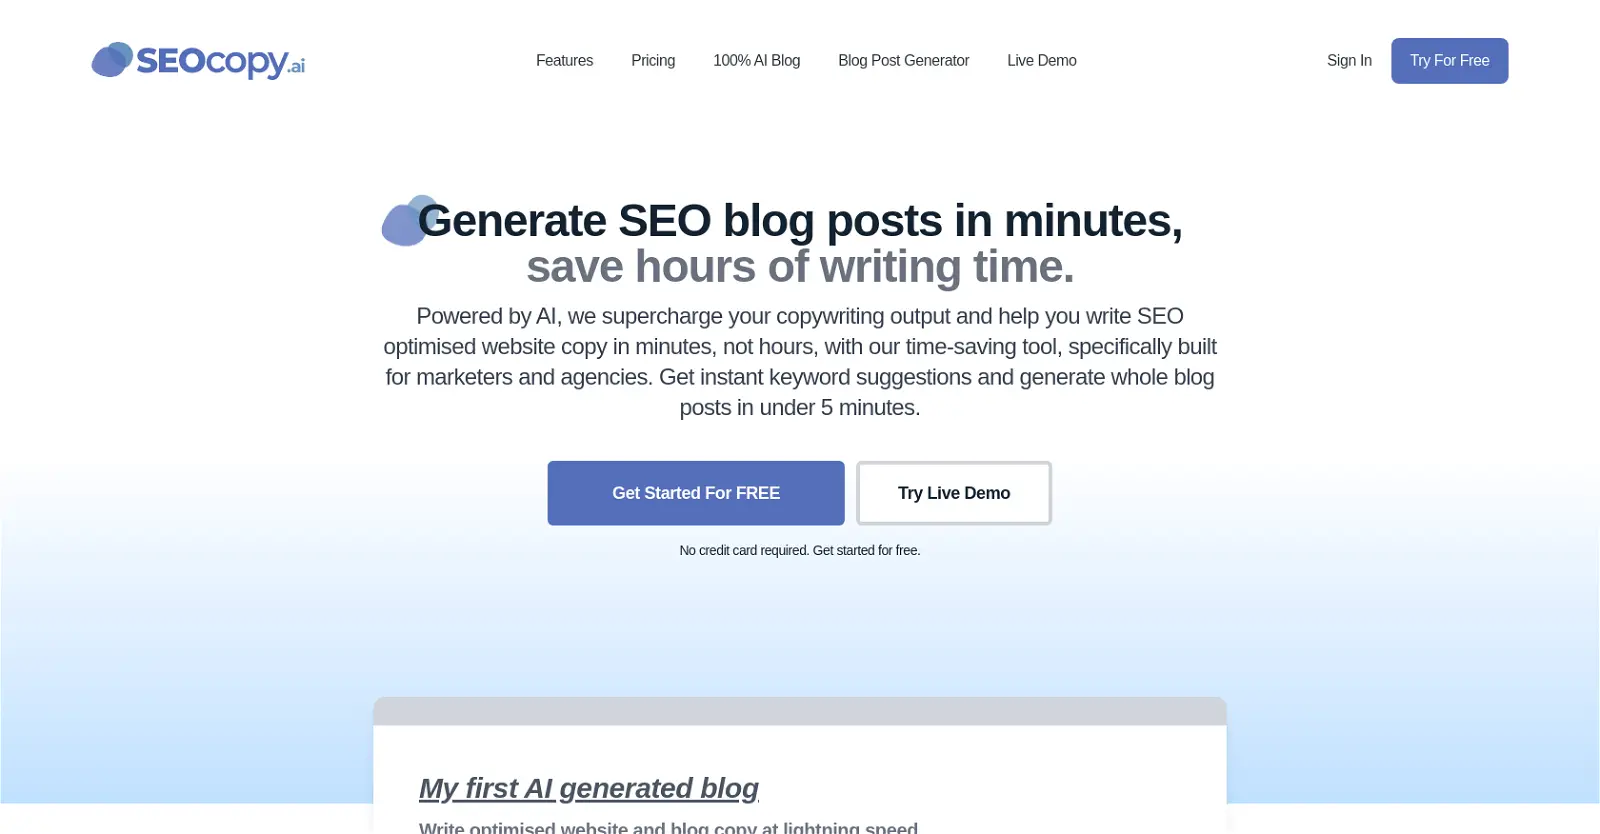 SEOcopy.ai
Features Pricing 100% AI Blog Blog Post Generator Live Demo
Sign In Try For Free
Generate SEO blog posts in minutes,
save hours of writing time.
Powered by AI, we supercharge your copywriting output and help you write SEO
optimised website copy in minutes, not hours, with our time-saving tool, specifically built
for marketers and agencies. Get instant keyword suggestions and generate whole blog
posts in under 5 minutes.
Get Started For FREE Try Live Demo
No credit card required. Get started for free.
My first AI generated blog
Write optimised website and blog copy at lightning speed